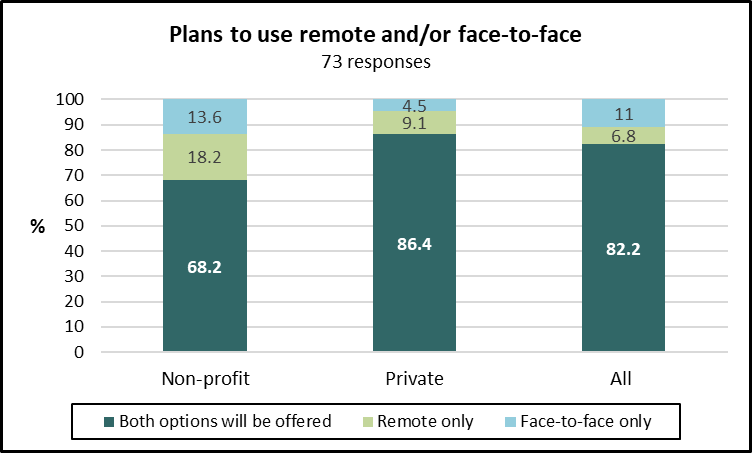 Plans to use remote and/or face-to-face
73 responses
100
90
80
70
60
50
40
30
20
10
0
%
13.6
18.2
68.2
4.5
9.1
86.4
11
6.8
82.2
Non-profit
Private
All
Both options will be offered
Remote only
Face-to-face only